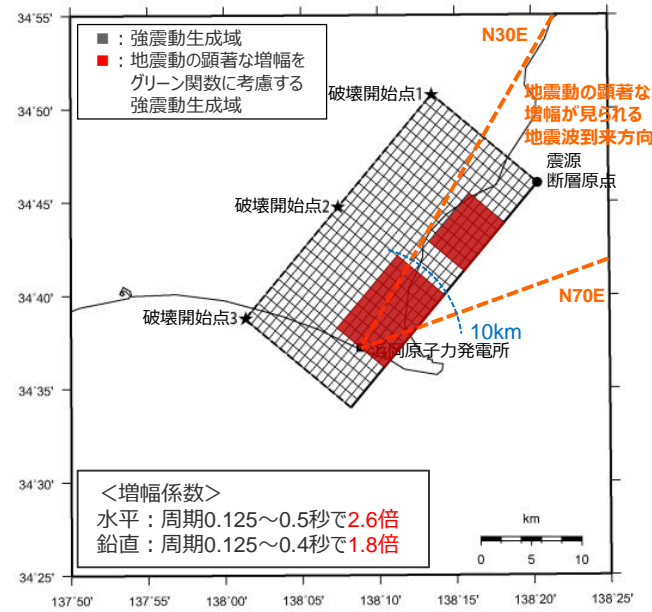 34˚55'
34˚50'
34˚45'
34˚40'
34˚35'
34˚30'
34˚25'
■：強震動生成域
■：地震動の顕著な増幅を
グリーン関数に考慮する
強震動生成域
N30E
地震動の顕著な
増幅が見られる
地震波到来方向
破壊開始点1
震源
断層原点
破壊開始点2
N70E
破壊開始点3
10km
浜岡原子力発電所
＜増幅係数＞
水平：周期0.125～0.5秒で2.6倍
鉛直：周期0.125～0.4秒で1.8倍
km
0 5 10
137˚50' 137˚55' 138˚00' 138˚05' 138˚10' 138˚15' 138˚20' 138˚25'